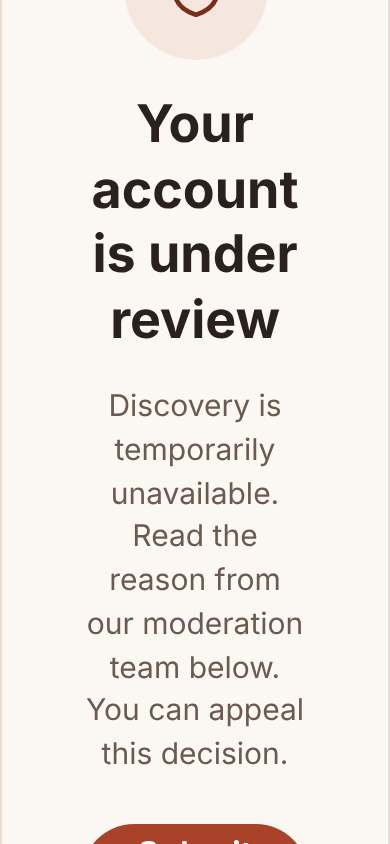 Your
account
is under
review
Discovery is
temporarily
unavailable.
Read the
reason from
our moderation
team below.
You can appeal
this decision.